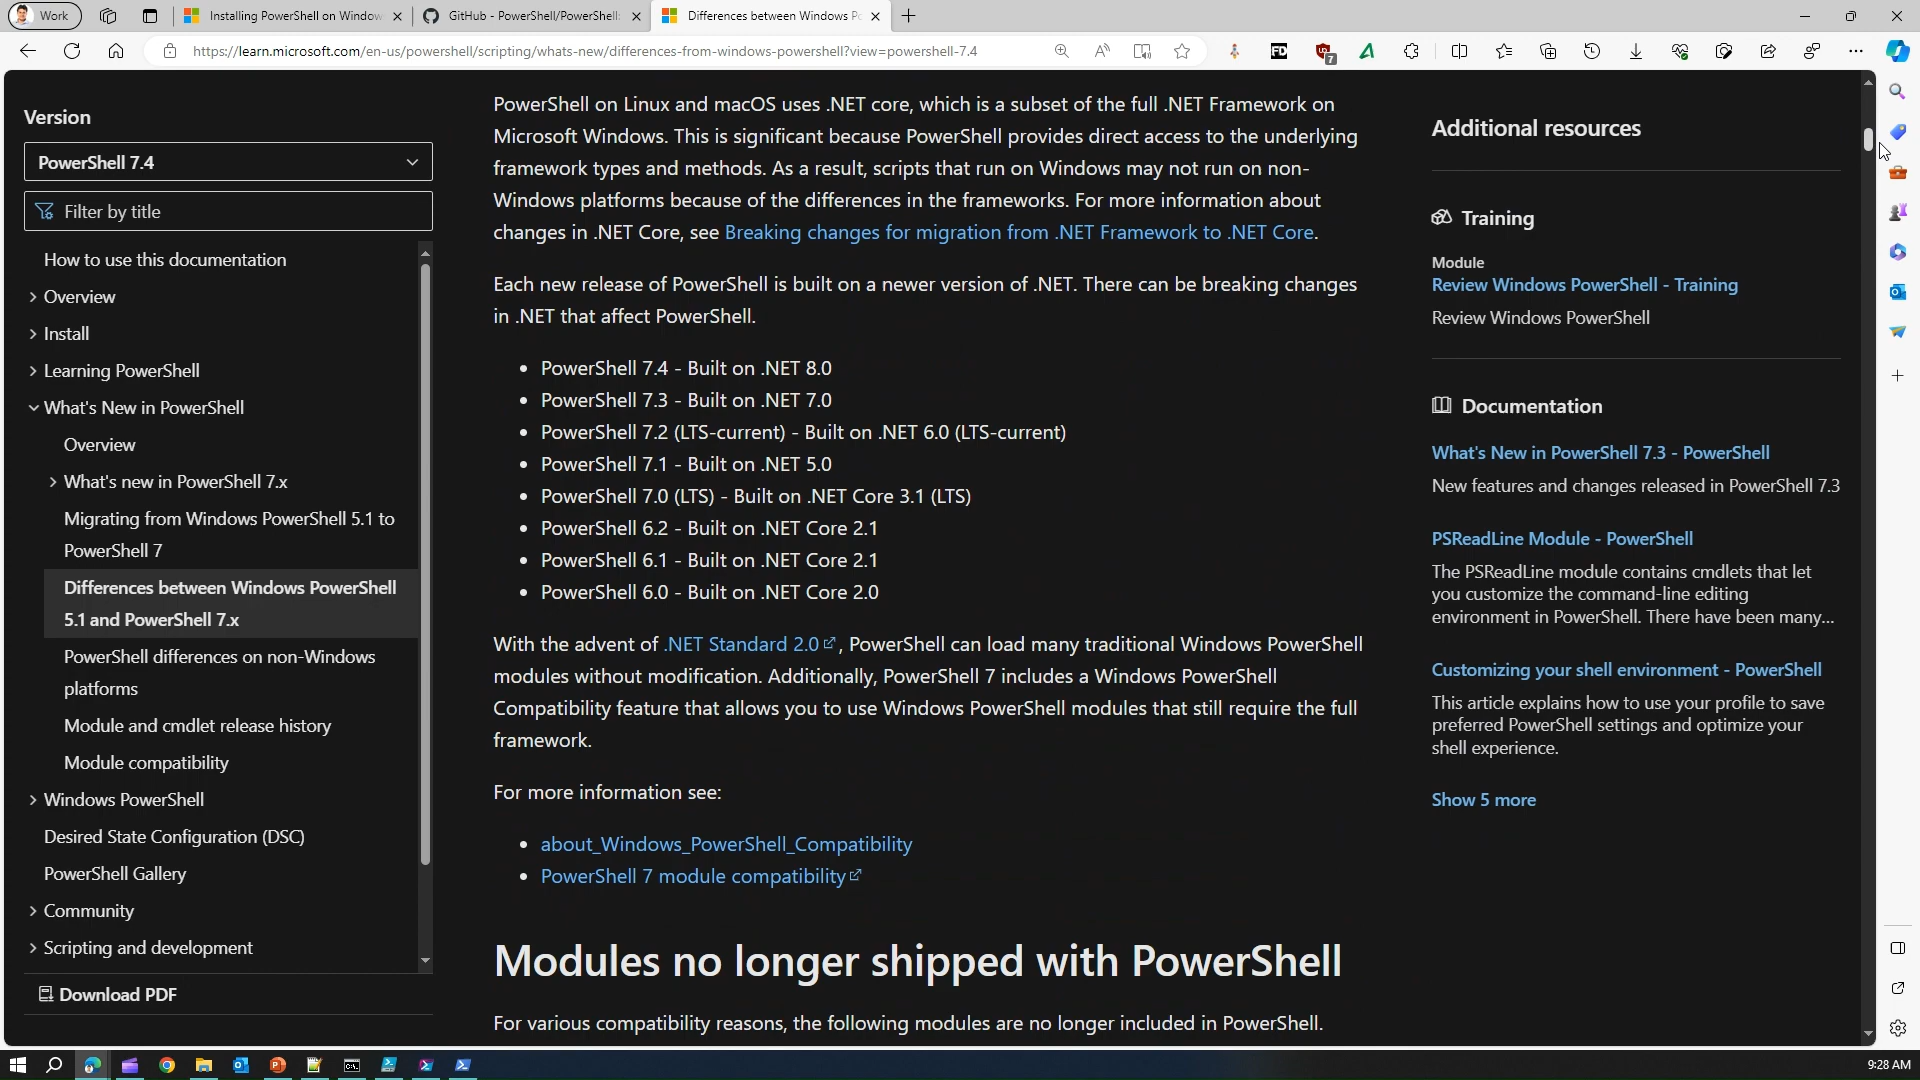 Work
Installing PowerShell on Window
GitHub - PowerShell/PowerShell:
Differences between Windows Po
https://learn.microsoft.com/en-us/powershell/scripting/whats-new/differences-from-windows-powershell?view=powershell-7.4
FD
7
Version
PowerShell 7.4
Filter by title
How to use this documentation
Overview
Install
Learning PowerShell
What's New in PowerShell
Overview
What's new in PowerShell 7.x
Migrating from Windows PowerShell 5.1 to
PowerShell 7
Differences between Windows PowerShell
5.1 and PowerShell 7.x
PowerShell differences on non-Windows
platforms
Module and cmdlet release history
Module compatibility
Windows PowerShell
Desired State Configuration (DSC)
PowerShell Gallery
Community
Scripting and development
Download PDF
PowerShell on Linux and macOS uses .NET core, which is a subset of the full .NET Framework on
Microsoft Windows. This is significant because PowerShell provides direct access to the underlying
framework types and methods. As a result, scripts that run on Windows may not run on non-
Windows platforms because of the differences in the frameworks. For more information about
changes in .NET Core, see Breaking changes for migration from .NET Framework to .NET Core.
Each new release of PowerShell is built on a newer version of .NET. There can be breaking changes
in .NET that affect PowerShell.
• PowerShell 7.4 - Built on .NET 8.0
• PowerShell 7.3 - Built on .NET 7.0
• PowerShell 7.2 (LTS-current) - Built on .NET 6.0 (LTS-current)
• PowerShell 7.1 - Built on .NET 5.0
• PowerShell 7.0 (LTS) - Built on .NET Core 3.1 (LTS)
• PowerShell 6.2 - Built on .NET Core 2.1
• PowerShell 6.1 - Built on .NET Core 2.1
• PowerShell 6.0 - Built on .NET Core 2.0
With the advent of .NET Standard 2.0, PowerShell can load many traditional Windows PowerShell
modules without modification. Additionally, PowerShell 7 includes a Windows PowerShell
Compatibility feature that allows you to use Windows PowerShell modules that still require the full
framework.
For more information see:
• about_Windows_PowerShell_Compatibility
• PowerShell 7 module compatibility
Modules no longer shipped with PowerShell
For various compatibility reasons, the following modules are no longer included in PowerShell.
Additional resources
Training
Module
Review Windows PowerShell - Training
Review Windows PowerShell
Documentation
What's New in PowerShell 7.3 - PowerShell
New features and changes released in PowerShell 7.3
PSReadLine Module - PowerShell
The PSReadLine module contains cmdlets that let
you customize the command-line editing
environment in PowerShell. There have been many...
Customizing your shell environment - PowerShell
This article explains how to use your profile to save
preferred PowerShell settings and optimize your
shell experience.
Show 5 more
9:28 AM